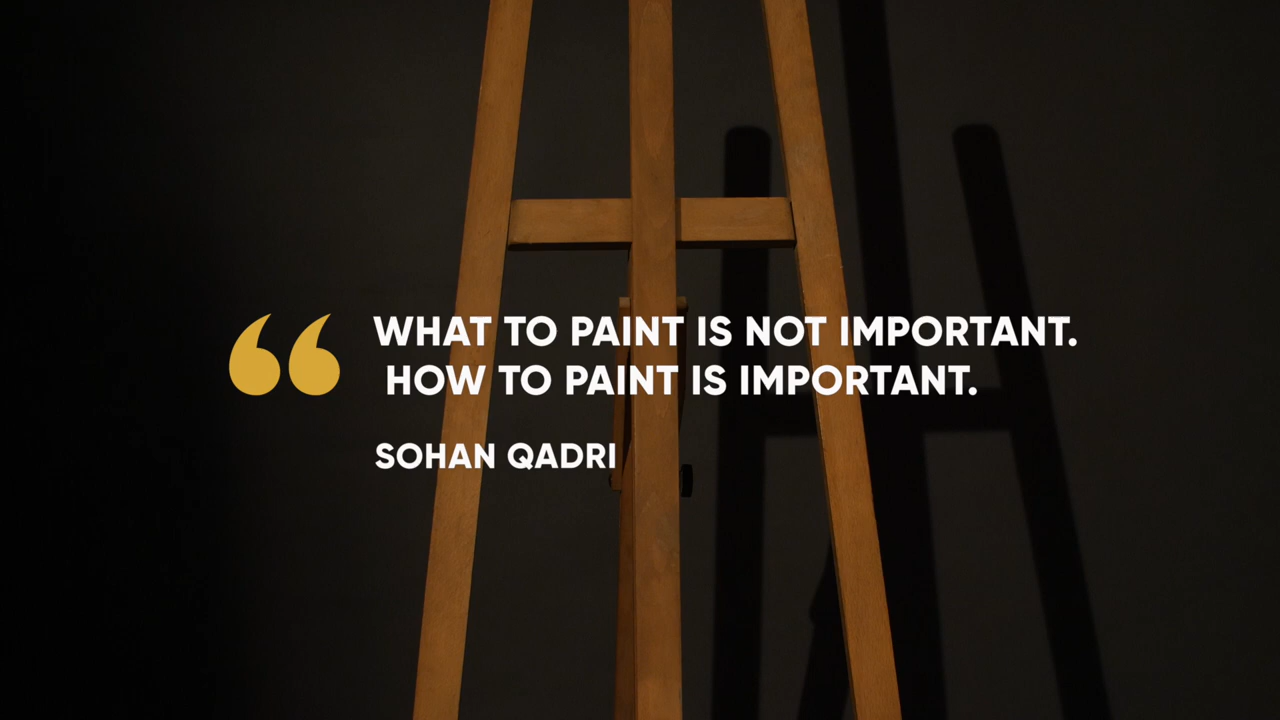 “ WHAT TO PAINT IS NOT IMPORTANT.
HOW TO PAINT IS IMPORTANT.
SOHAN QADRI